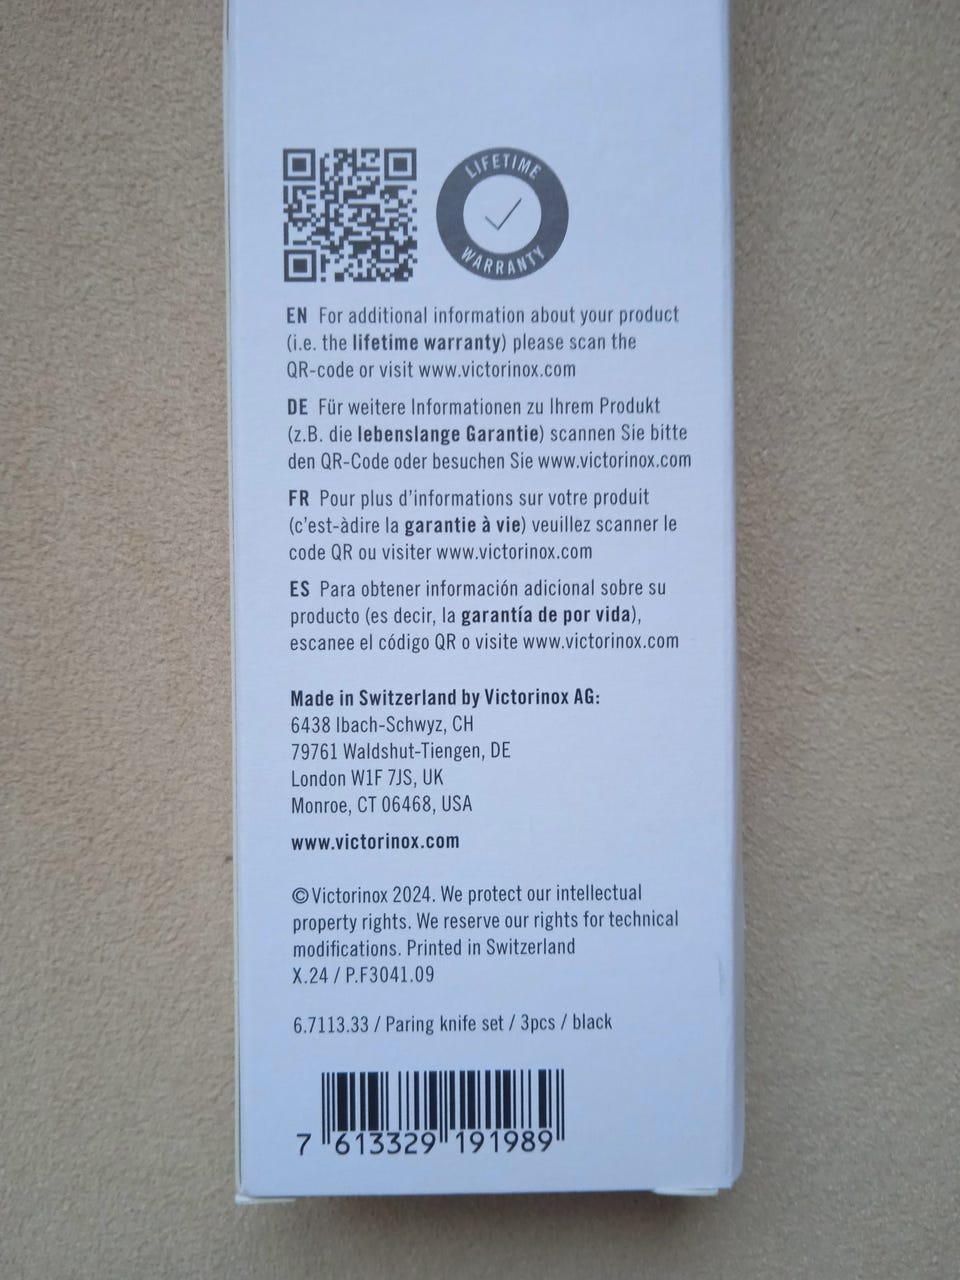 LIFETIME
WARRANTY
EN For additional information about your product
(i.e. the lifetime warranty) please scan the
QR-code or visit www.victorinox.com
DE Für weitere Informationen zu Ihrem Produkt
(z.B. die lebenslange Garantie) scannen Sie bitte
den QR-Code oder besuchen Sie www.victorinox.com
FR Pour plus d'informations sur votre produit
(c'est-àdire la garantie à vie) veuillez scanner le
code QR ou visiter www.victorinox.com
ES Para obtener información adicional sobre su
producto (es decir, la garantía de por vida),
escanee el código QR o visite www.victorinox.com
Made in Switzerland by Victorinox AG:
6438 Ibach-Schwyz, CH
79761 Waldshut-Tiengen, DE
London W1F 7JS, UK
Monroe, CT 06468, USA
www.victorinox.com
© Victorinox 2024. We protect our intellectual
property rights. We reserve our rights for technical
modifications. Printed in Switzerland
X.24 / P.F3041.09
6.7113.33 / Paring knife set / 3pcs / black
7 613329 191989